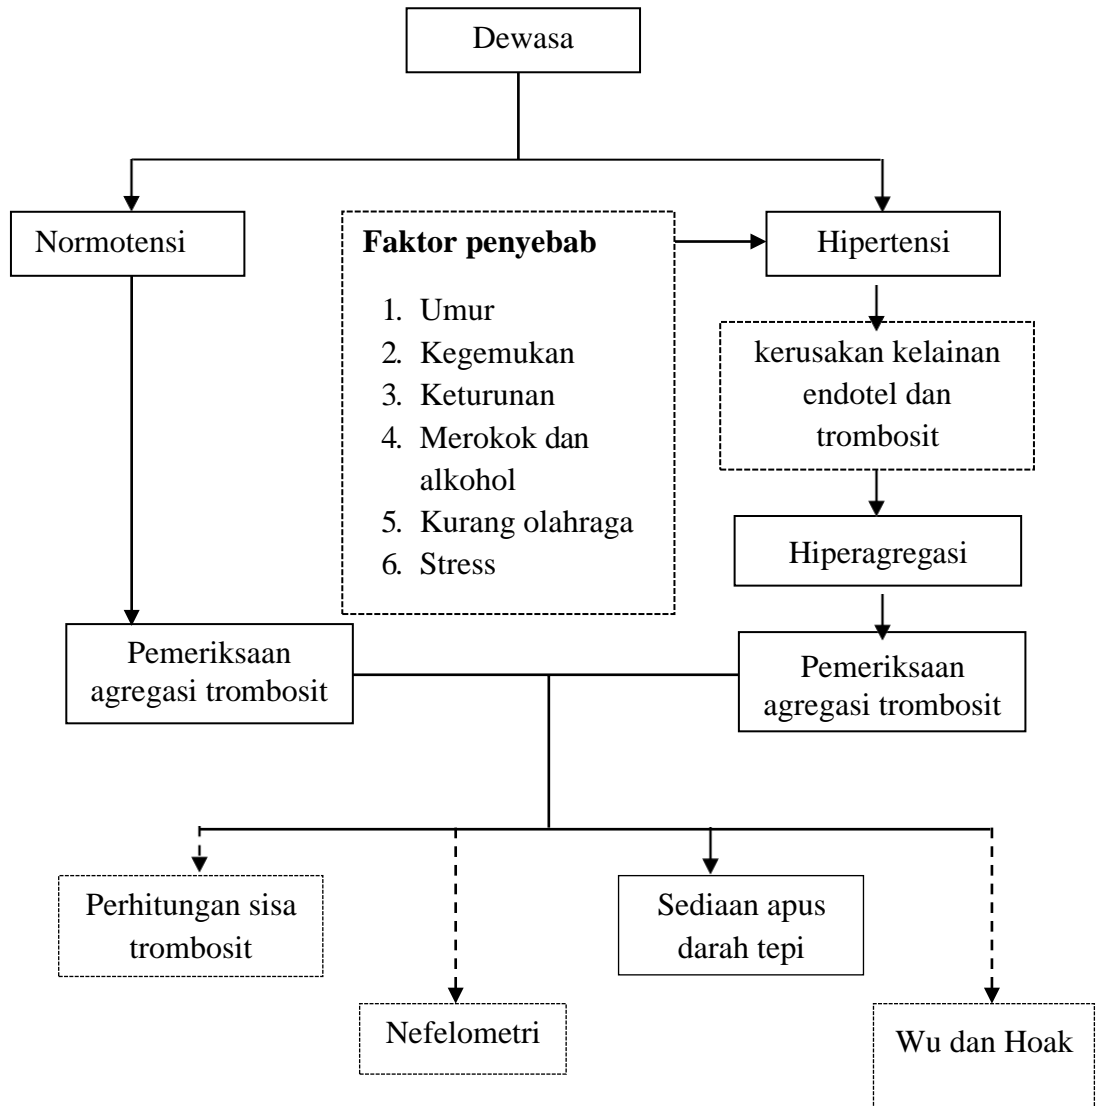 Dewasa
Normotensi
Faktor penyebab
1. Umur
2. Kegemukan
3. Keturunan
4. Merokok dan
alkohol
5. Kurang olahraga
6. Stress
Hipertensi
kerusakan kelainan
endotel dan
trombosit
Hiperagregasi
Pemeriksaan
agregasi trombosit
Pemeriksaan
agregasi trombosit
Perhitungan sisa
trombosit
Nefelometri
Sediaan apus
darah tepi
Wu dan Hoak